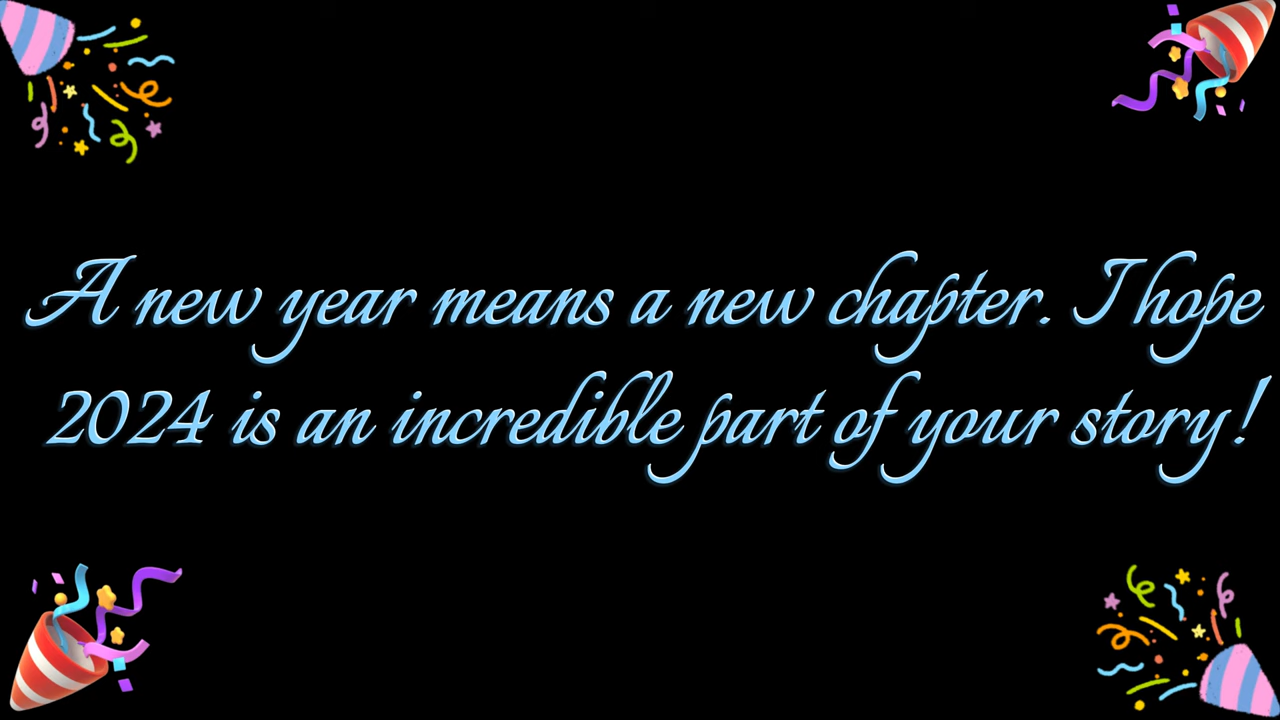 A new year means a new chapter. I hope
2024 is an incredible part of your story!